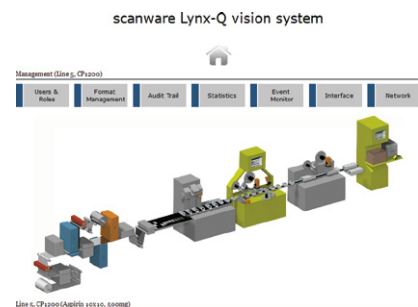 scanware Lynx-Q vision system
Management (Line 5, CP1200)
Users &
Roles
Format
Management
Audit Trail
Statistics
Event
Monitor
Interface
Network
Line 5, CP1200 (Aspirin 10x10, 500mg)